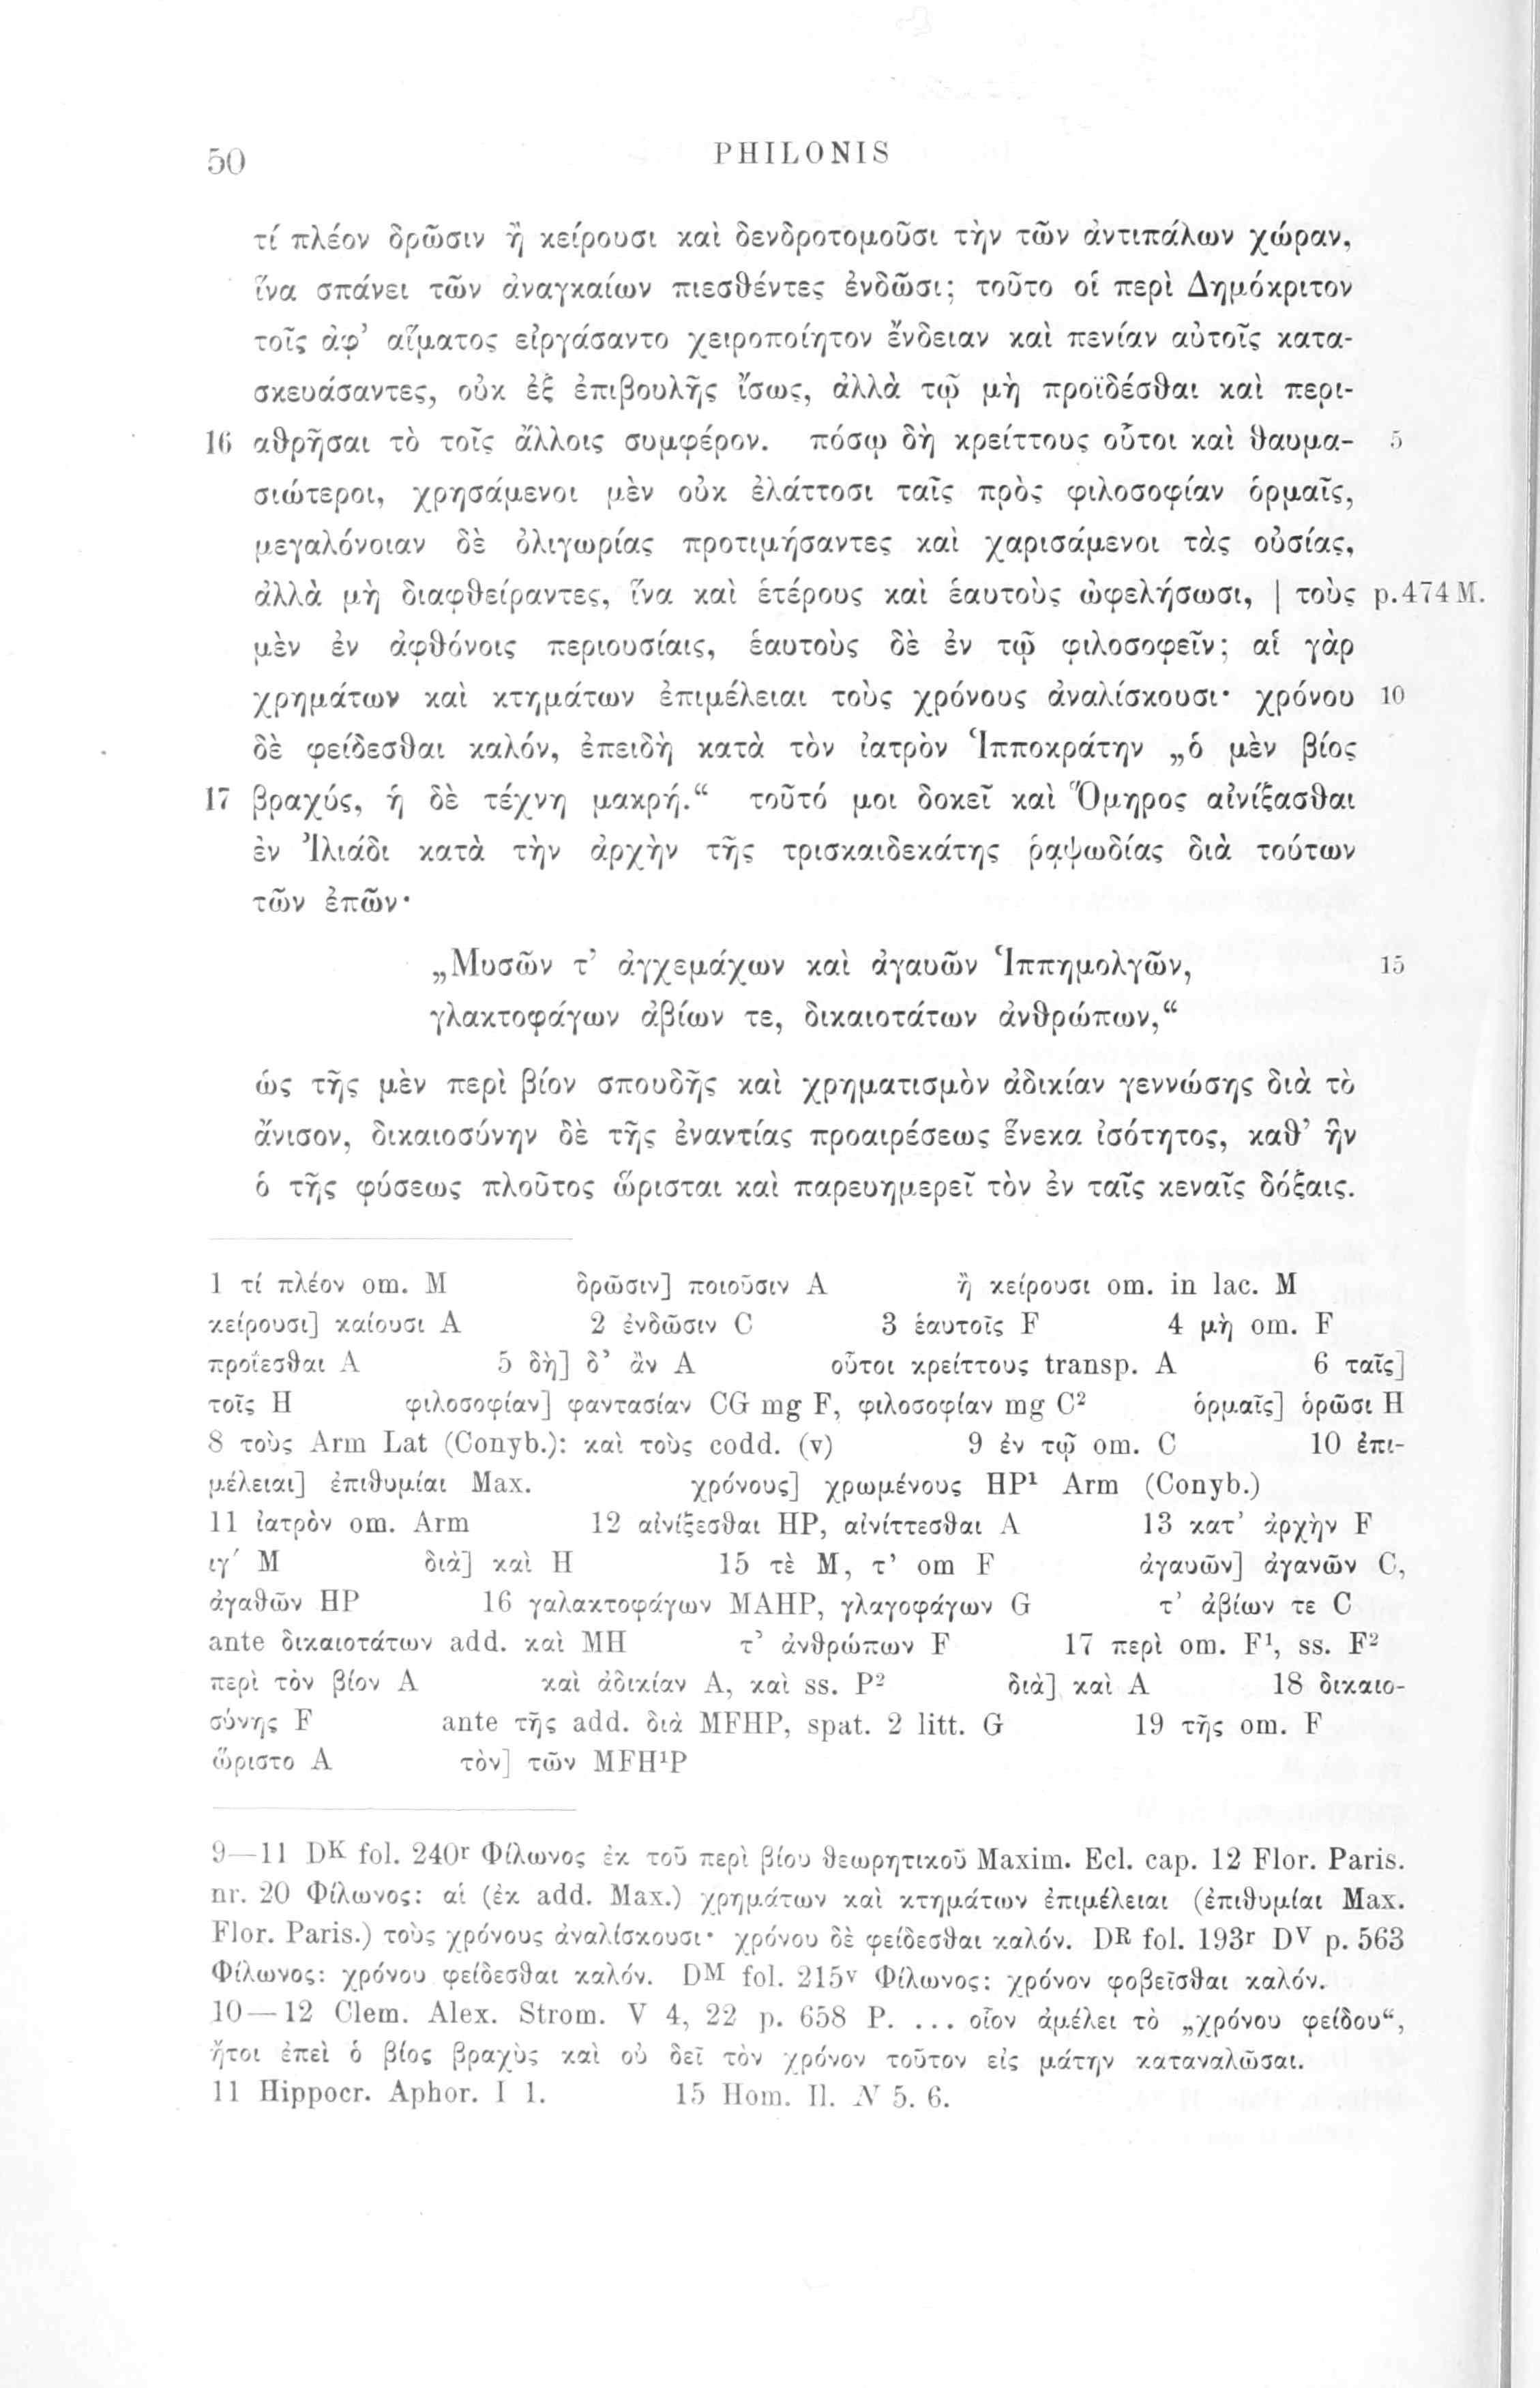 50 PHILONIS
τί πλέον δρῶσιν ἢ κείρουσι καὶ δενδροτομοῦσι τὴν τῶν ἀντιπάλων χώραν,
ἵνα σπάνει τῶν ἀναγκαίων πιεσθέντες ἐνδῶσι; τοῦτο οἱ περὶ Δημόκριτον
τοῖς ἀφ’ αἵματος εἰργάσαντο χειροποίητον ἔνδειαν καὶ πενίαν αὐτοῖς κατα-
σκευάσαντες, οὐκ ἐξ ἐπιβουλῆς ἴσως, ἀλλὰ τῷ μὴ προϊδέσθαι καὶ περι-
16 αθρῆσαι τὸ τοῖς ἄλλοις συμφέρον. πόσῳ δὴ κρείττους οὗτοι καὶ θαυμα- 5
σιώτεροι, χρησάμενοι μὲν οὐκ ἐλάττοσι ταῖς πρὸς φιλοσοφίαν ὁρμαῖς,
μεγαλόνοιαν δὲ ὀλιγωρίας προτιμήσαντες καὶ χαρισάμενοι τὰς οὐσίας,
ἀλλὰ μὴ διαφθείραντες, ἵνα καὶ ἑτέρους καὶ ἑαυτοὺς ὠφελήσωσι, | τοὺς p.474 M.
μὲν ἐν ἀφθόνοις περιουσίαις, ἑαυτοὺς δὲ ἐν τῷ φιλοσοφεῖν; αἱ γὰρ
χρημάτων καὶ κτημάτων ἐπιμέλειαι τοὺς χρόνους ἀναλίσκουσι· χρόνου 10
δὲ φείδεσθαι καλόν, ἐπειδὴ κατὰ τὸν ἰατρὸν Ἱπποκράτην „ὁ μὲν βίος
17 βραχύς, ἡ δὲ τέχνη μακρή.“ τοῦτό μοι δοκεῖ καὶ Ὅμηρος αἰνίξασθαι
ἐν Ἰλιάδι κατὰ τὴν ἀρχὴν τῆς τρισκαιδεκάτης ῥαψωδίας διὰ τούτων
τῶν ἐπῶν·
„Μυσῶν τ’ ἀγχεμάχων καὶ ἀγαυῶν Ἱππημολγῶν, 15
γλακτοφάγων ἀβίων τε, δικαιοτάτων ἀνθρώπων,“
ὡς τῆς μὲν περὶ βίον σπουδῆς καὶ χρηματισμὸν ἀδικίαν γεννώσης διὰ τὸ
ἄνισον, δικαιοσύνην δὲ τῆς ἐναντίας προαιρέσεως ἕνεκα ἰσότητος, καθ’ ἣν
ὁ τῆς φύσεως πλοῦτος ὥρισται καὶ παρευημερεῖ τὸν ἐν ταῖς κεναῖς δόξαις.
1 τί πλέον om. M δρῶσιν] ποιοῦσιν A ἢ κείρουσι om. in lac. M
κείρουσι] καίουσι A 2 ἐνδῶσιν C 3 ἑαυτοῖς F 4 μὴ om. F
προΐεσθαι A 5 δὴ] δ’ ἂν A οὗτοι κρείττους transp. A 6 ταῖς]
τοῖς H φιλοσοφίαν] φαντασίαν CG mg F, φιλοσοφίαν mg C² ὁρμαῖς] ὁρῶσι H
8 τοὺς Arm Lat (Conyb.): καὶ τοὺς codd. (v) 9 ἐν τῷ om. C 10 ἐπι-
μέλειαι] ἐπιθυμίαι Max. χρόνους] χρωμένους HP¹ Arm (Conyb.)
11 ἰατρὸν om. Arm 12 αἰνίξεσθαι HP, αἰνίττεσθαι A 13 κατ’ ἀρχὴν F
ιγ′ M διὰ] καὶ H 15 τὲ M, τ’ om F ἀγαυῶν] ἀγανῶν C,
ἀγαθῶν HP 16 γαλακτοφάγων MAHP, γλαγοφάγων G τ’ ἀβίων τε C
ante δικαιοτάτων add. καὶ MH τ’ ἀνθρώπων F 17 περὶ om. F¹, ss. F²
περὶ τὸν βίον A καὶ ἀδικίαν A, καὶ ss. P² διὰ] καὶ A 18 δικαιο-
σύνης F ante τῆς add. διὰ MFHP, spat. 2 litt. G 19 τῆς om. F
ὥριστο A τὸν] τῶν MFH¹P
9—11 Dᴷ fol. 240ʳ Φίλωνος ἐκ τοῦ περὶ βίου θεωρητικοῦ Maxim. Ecl. cap. 12 Flor. Paris.
nr. 20 Φίλωνος: αἱ (ἐκ add. Max.) χρημάτων καὶ κτημάτων ἐπιμέλειαι (ἐπιθυμίαι Max.
Flor. Paris.) τοὺς χρόνους ἀναλίσκουσι· χρόνου δὲ φείδεσθαι καλόν. Dᴿ fol. 193ʳ Dⱽ p. 563
Φίλωνος: χρόνου φείδεσθαι καλόν. Dᴹ fol. 215ᵛ Φίλωνος: χρόνον φοβεῖσθαι καλόν.
10—12 Clem. Alex. Strom. V 4, 22 p. 658 P. ... οἷον ἀμέλει τὸ „χρόνου φείδου“,
ἤτοι ἐπεὶ ὁ βίος βραχὺς καὶ οὐ δεῖ τὸν χρόνον τοῦτον εἰς μάτην καταναλῶσαι.
11 Hippocr. Aphor. I 1. 15 Hom. Il. N 5. 6.